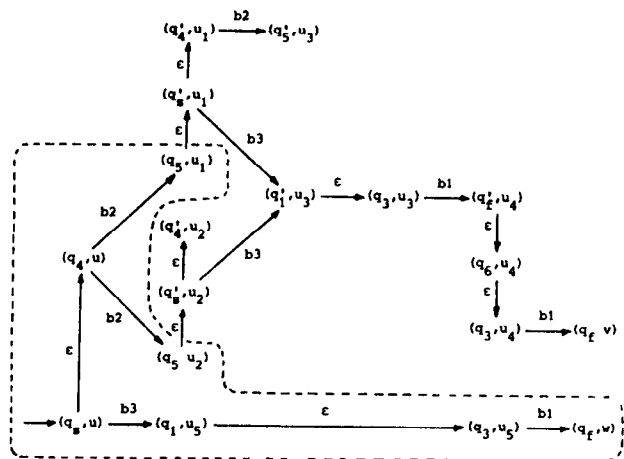 (q'4,u1) b2 (q'5,u3)
ε
(q's,u1)
ε b3
(q5,u1)
b2 (q'1,u3) ε (q3,u3) b1 (q'f,u4)
(q'4,u2) ε
(q4,u) ε b3 (q6,u4)
(q's,u2) ε
b2 ε (q3,u4) b1 (qf v)
ε (q5 u2)
(qs,u) b3 (q1,u5) ε (q3,u5) b1 (qf,w)